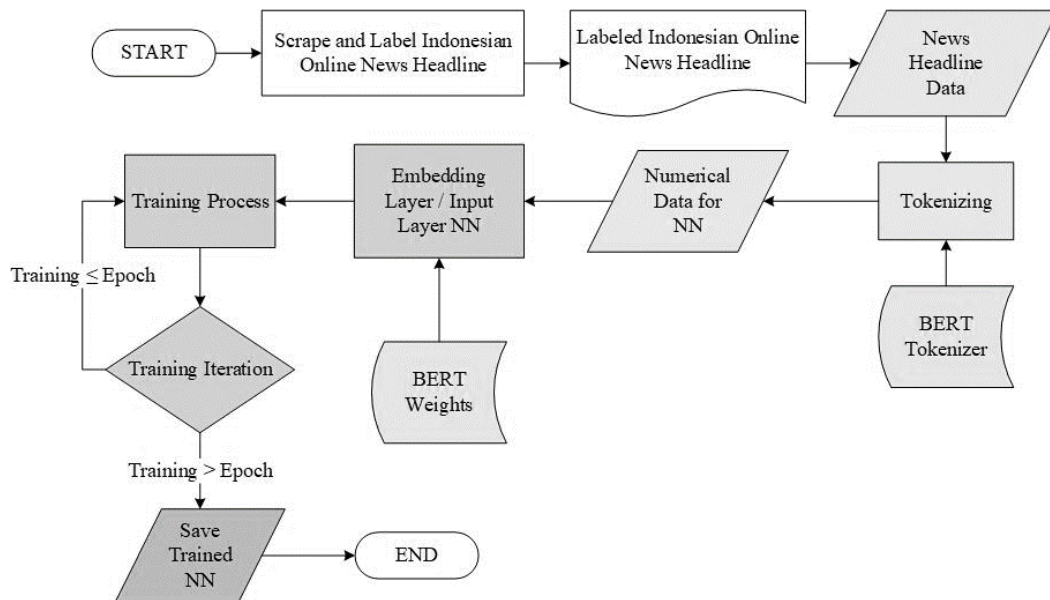 START
Scrape and Label Indonesian
Online News Headline
Labeled Indonesian Online
News Headline
News
Headline
Data
Training Process
Embedding
Layer / Input
Layer NN
Numerical
Data for
NN
Tokenizing
Training ≤ Epoch
Training Iteration
BERT
Weights
BERT
Tokenizer
Training > Epoch
Save
Trained
NN
END